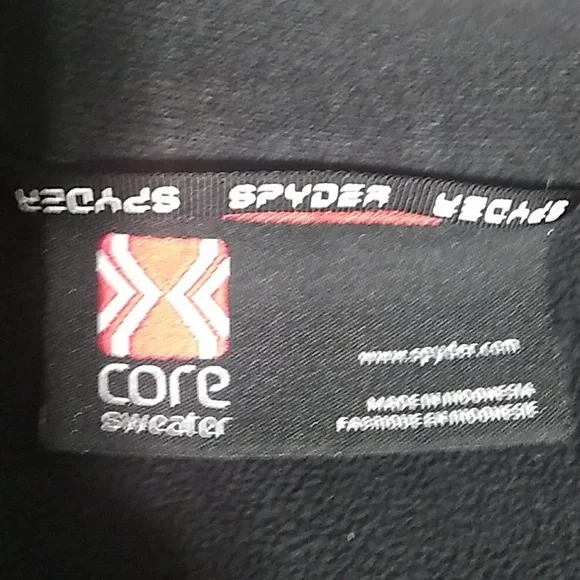 SPYDER SPYDER SPYDER
core
sweater
www.spyder.com
MADE IN INDONESIA
FABRIQUE EN INDONESIE